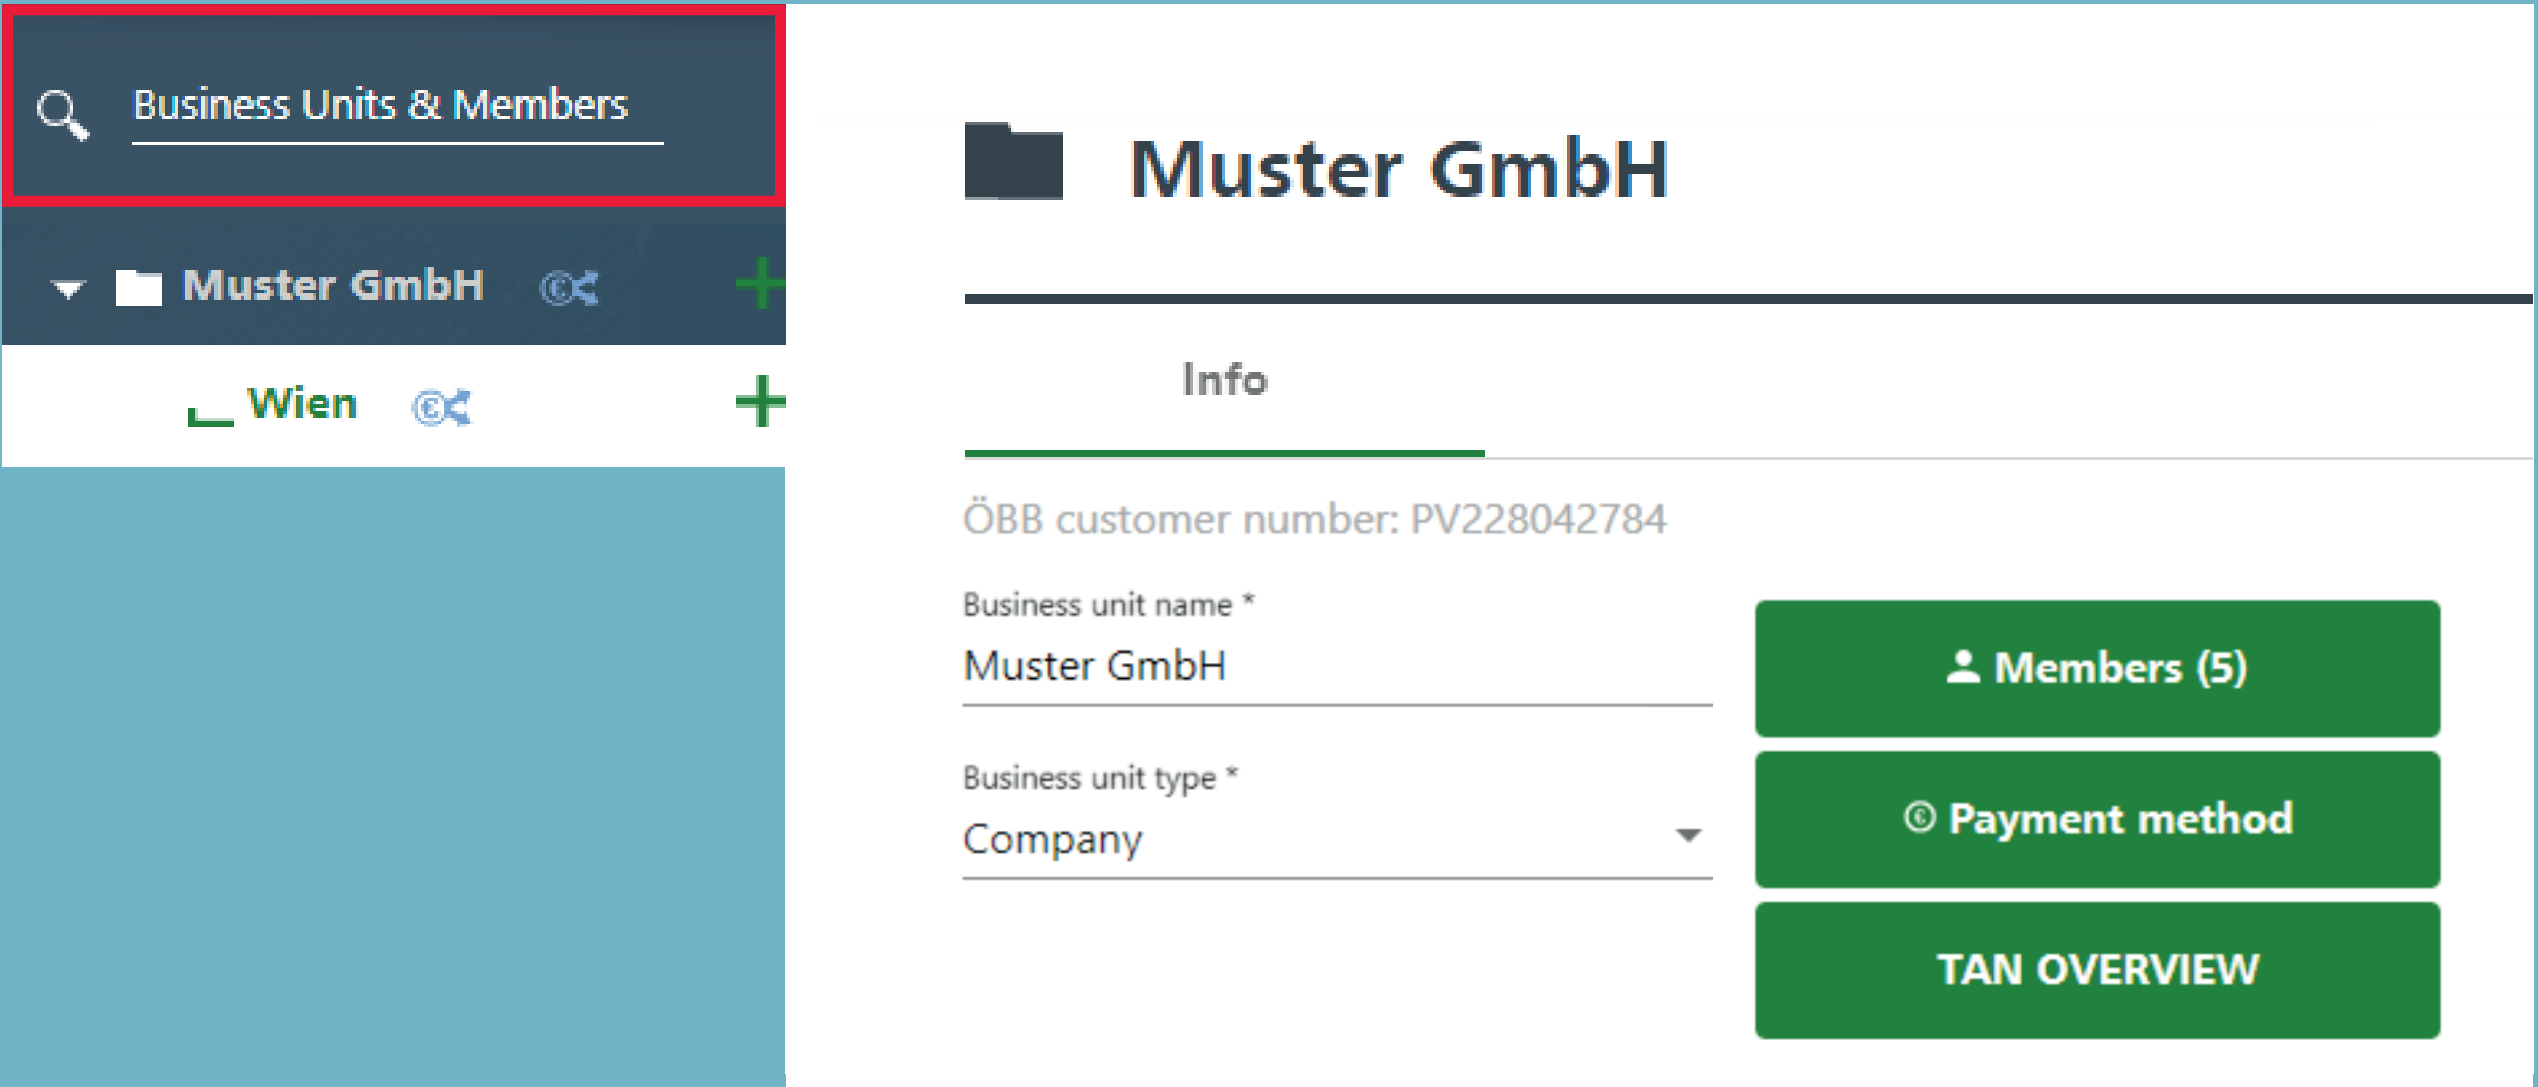 Business Units & Members
Muster GmbH
Wien
Muster GmbH
Info
ÖBB customer number: PV228042784
Business unit name *
Muster GmbH
Business unit type *
Company
Members (5)
Payment method
TAN OVERVIEW